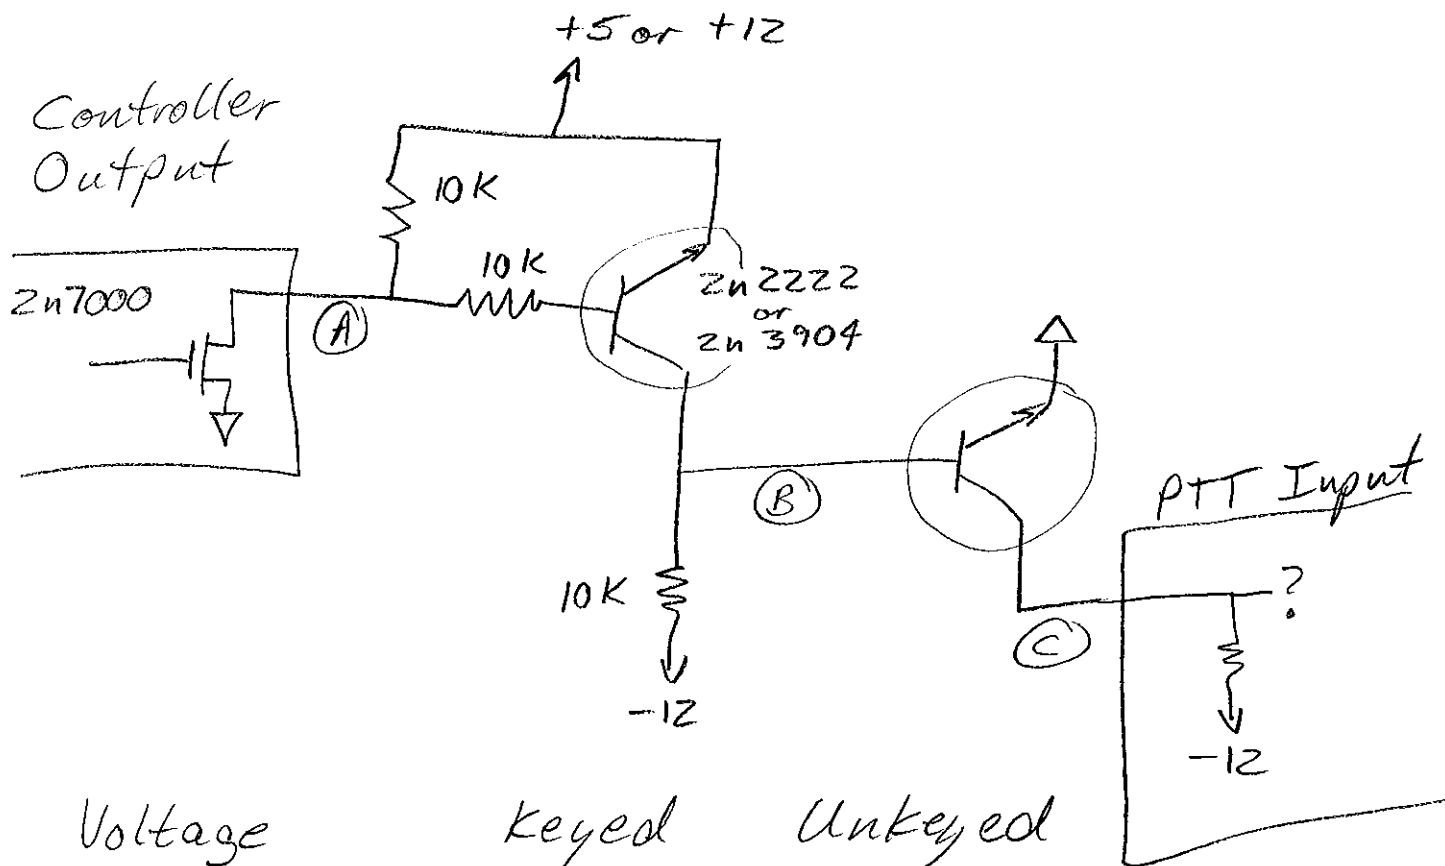 +5 or +12
Controller
Output
10K
10K
2n7000
A
2n2222
or
2n3904
B
PTT Input
?
10K
C
-12
-12
Voltage Keyed Unkeyed